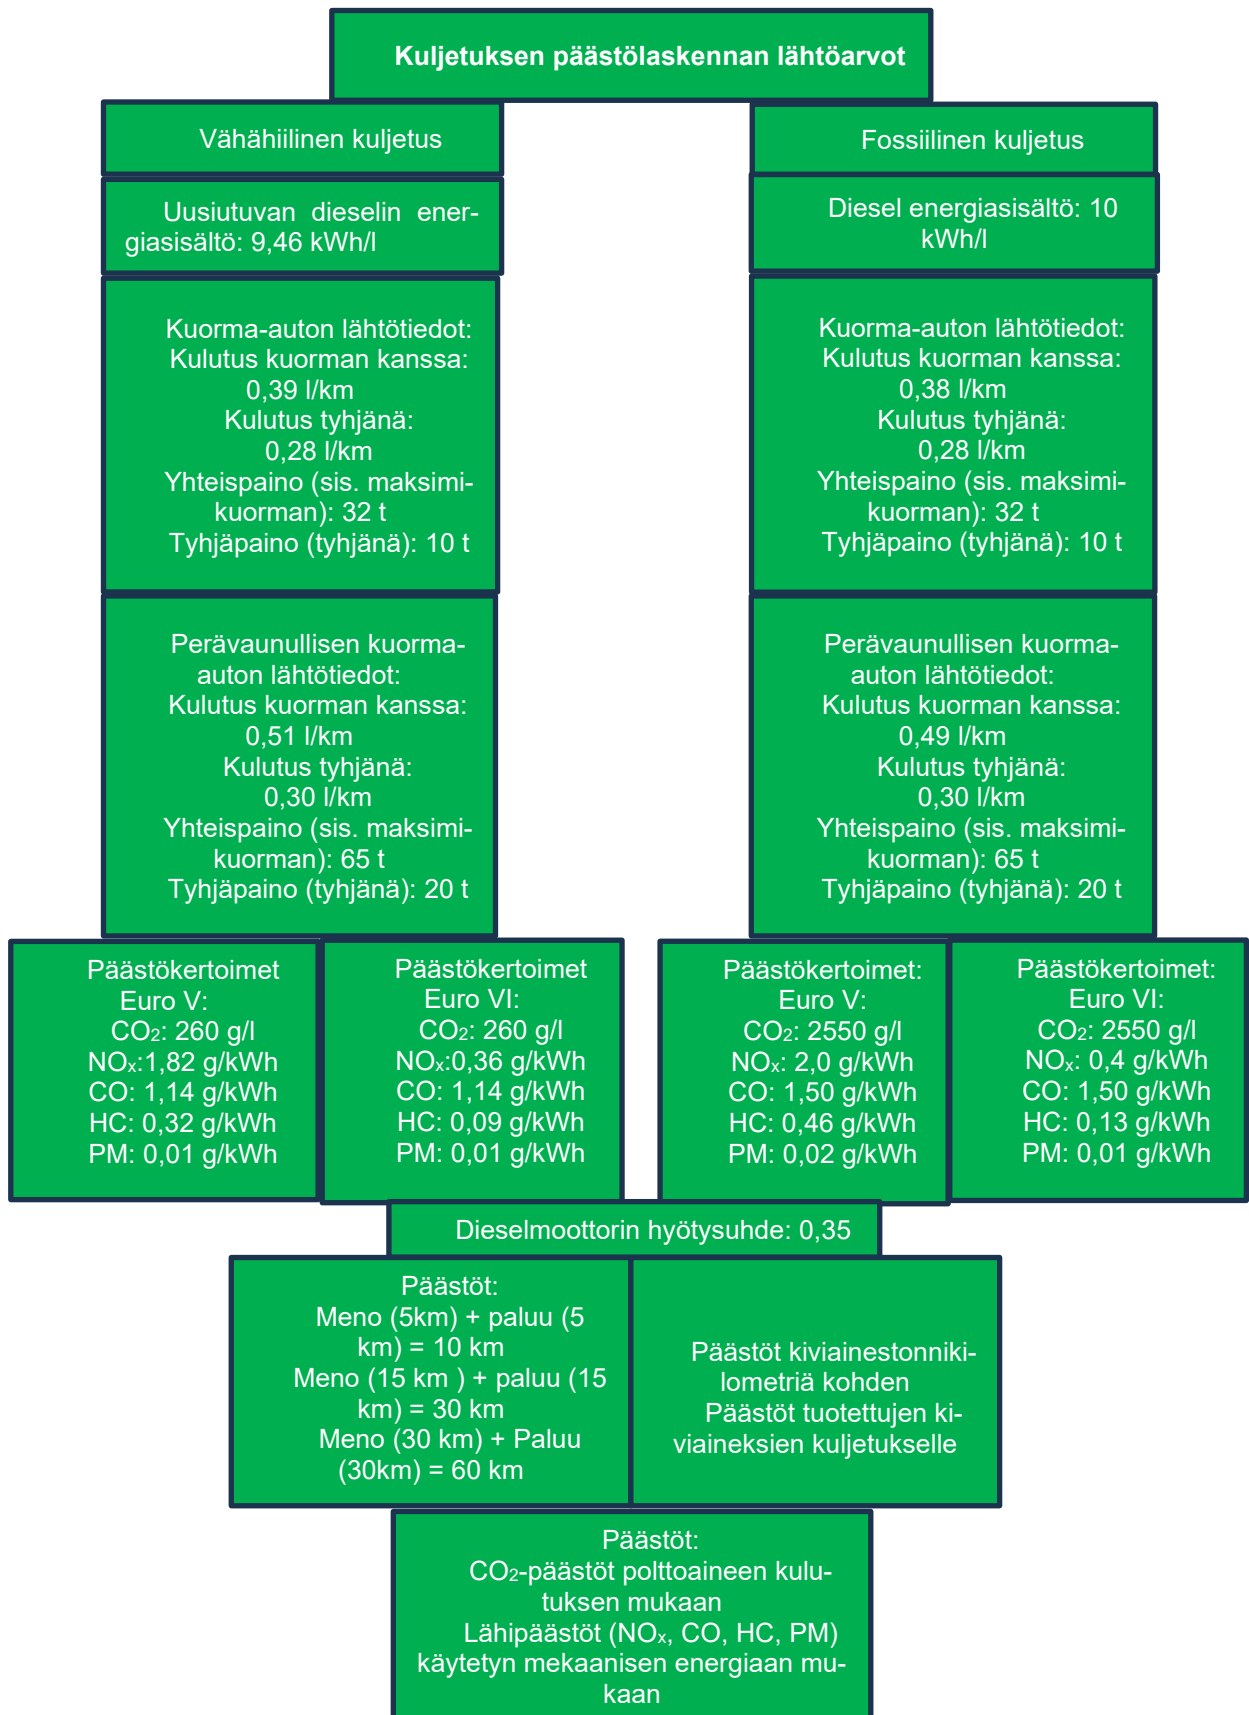 Kuljetuksen päästölaskennan lähtöarvot
Vähähiilinen kuljetus
Uusiutuvan dieselin ener-
giasisältö: 9,46 kWh/l
Kuorma-auton lähtötiedot:
Kulutus kuorman kanssa:
0,39 l/km
Kulutus tyhjänä:
0,28 l/km
Yhteispaino (sis. maksimi-
kuorman): 32 t
Tyhjäpaino (tyhjänä): 10 t
Perävaunullisen kuorma-
auton lähtötiedot:
Kulutus kuorman kanssa:
0,51 l/km
Kulutus tyhjänä:
0,30 l/km
Yhteispaino (sis. maksimi-
kuorman): 65 t
Tyhjäpaino (tyhjänä): 20 t
Päästökertoimet
Euro V:
CO₂: 260 g/l
NOₓ:1,82 g/kWh
CO: 1,14 g/kWh
HC: 0,32 g/kWh
PM: 0,01 g/kWh
Päästökertoimet
Euro VI:
CO₂: 260 g/l
NOₓ:0,36 g/kWh
CO: 1,14 g/kWh
HC: 0,09 g/kWh
PM: 0,01 g/kWh
Fossiilinen kuljetus
Diesel energiasisältö: 10
kWh/l
Kuorma-auton lähtötiedot:
Kulutus kuorman kanssa:
0,38 l/km
Kulutus tyhjänä:
0,28 l/km
Yhteispaino (sis. maksimi-
kuorman): 32 t
Tyhjäpaino (tyhjänä): 10 t
Perävaunullisen kuorma-
auton lähtötiedot:
Kulutus kuorman kanssa:
0,49 l/km
Kulutus tyhjänä:
0,30 l/km
Yhteispaino (sis. maksimi-
kuorman): 65 t
Tyhjäpaino (tyhjänä): 20 t
Päästökertoimet:
Euro V:
CO₂: 2550 g/l
NOₓ: 2,0 g/kWh
CO: 1,50 g/kWh
HC: 0,46 g/kWh
PM: 0,02 g/kWh
Päästökertoimet:
Euro VI:
CO₂: 2550 g/l
NOₓ: 0,4 g/kWh
CO: 1,50 g/kWh
HC: 0,13 g/kWh
PM: 0,01 g/kWh
Dieselmoottorin hyötysuhde: 0,35
Päästöt:
Meno (5km) + paluu (5
km) = 10 km
Meno (15 km ) + paluu (15
km) = 30 km
Meno (30 km) + Paluu
(30km) = 60 km
Päästöt kiviainestonniki-
lometriä kohden
Päästöt tuotettujen ki-
viaineksien kuljetukselle
Päästöt:
CO₂-päästöt polttoaineen kulu-
tuksen mukaan
Lähipäästöt (NOₓ, CO, HC, PM)
käytetyn mekaanisen energiaan mu-
kaan